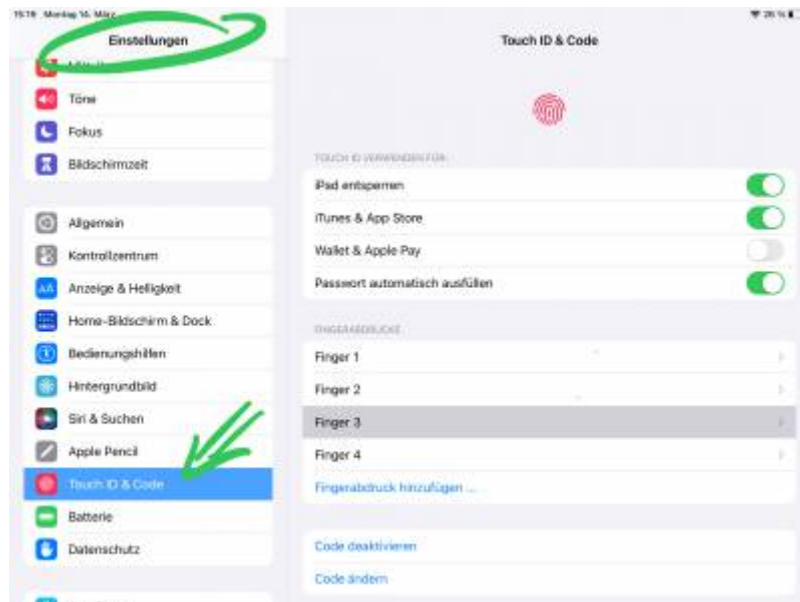 15:19 Montag 14. März
26 %
Einstellungen
Töne
Fokus
Bildschirmzeit
Allgemein
Kontrollzentrum
Anzeige & Helligkeit
Home-Bildschirm & Dock
Bedienungshilfen
Hintergrundbild
Siri & Suchen
Apple Pencil
Touch ID & Code
Batterie
Datenschutz
Touch ID & Code
TOUCH ID VERWENDEN FÜR:
iPad entsperren
iTunes & App Store
Wallet & Apple Pay
Passwort automatisch ausfüllen
FINGERABDRÜCKE
Finger 1
Finger 2
Finger 3
Finger 4
Fingerabdruck hinzufügen ...
Code deaktivieren
Code ändern